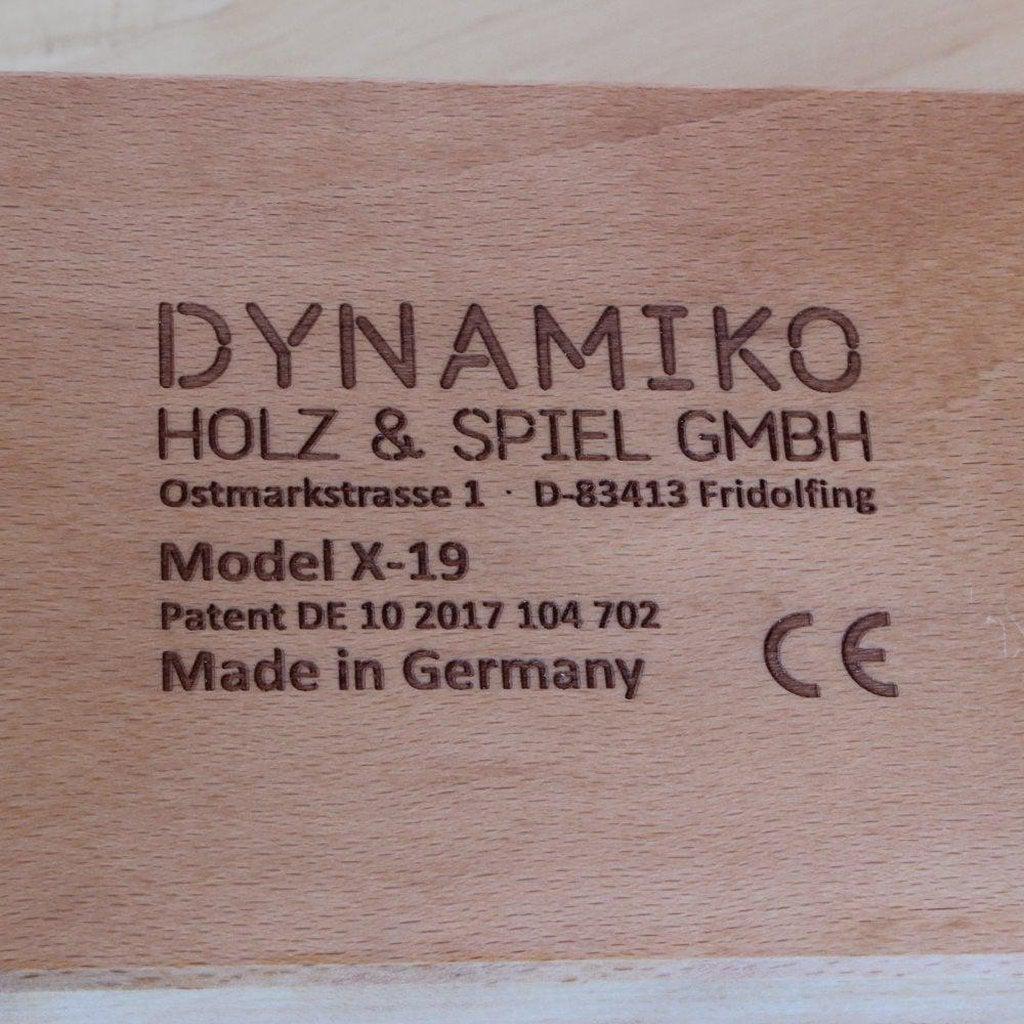 DYNAMIKO
HOLZ & SPIEL GMBH
Ostmarkstrasse 1 · D-83413 Fridolfing
Model X-19
Patent DE 10 2017 104 702
Made in Germany
CE